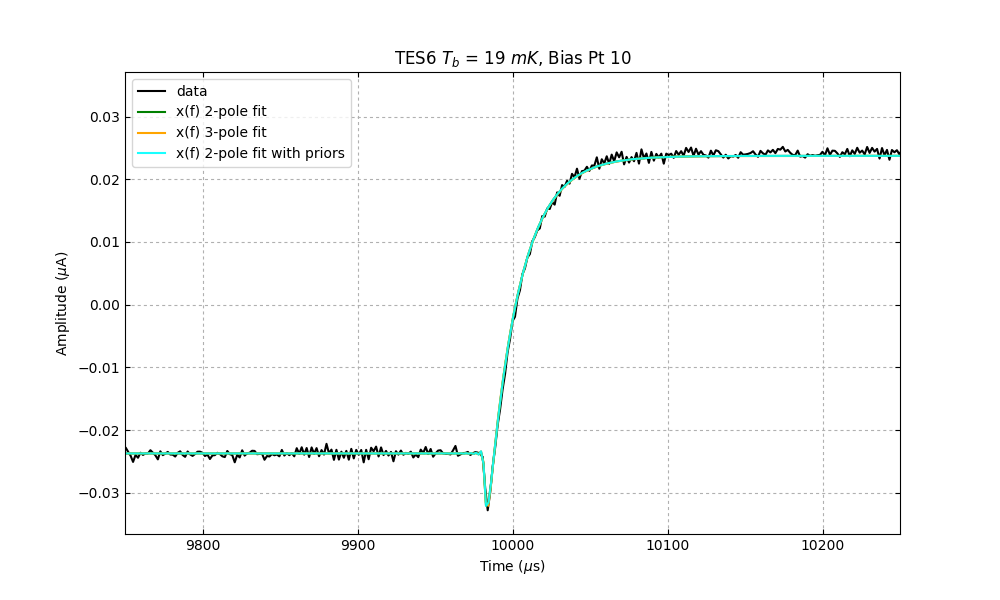 TES6 T_b = 19 mK, Bias Pt 10
data
x(f) 2-pole fit
x(f) 3-pole fit
x(f) 2-pole fit with priors
0.03
0.02
0.01
0.00
−0.01
−0.02
−0.03
Amplitude (μA)
9800 9900 10000 10100 10200
Time (μs)